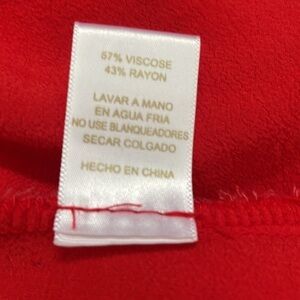 57% VISCOSE
43% RAYON
LAVAR A MANO
EN AGUA FRIA
NO USE BLANQUEADORES
SECAR COLGADO
HECHO EN CHINA